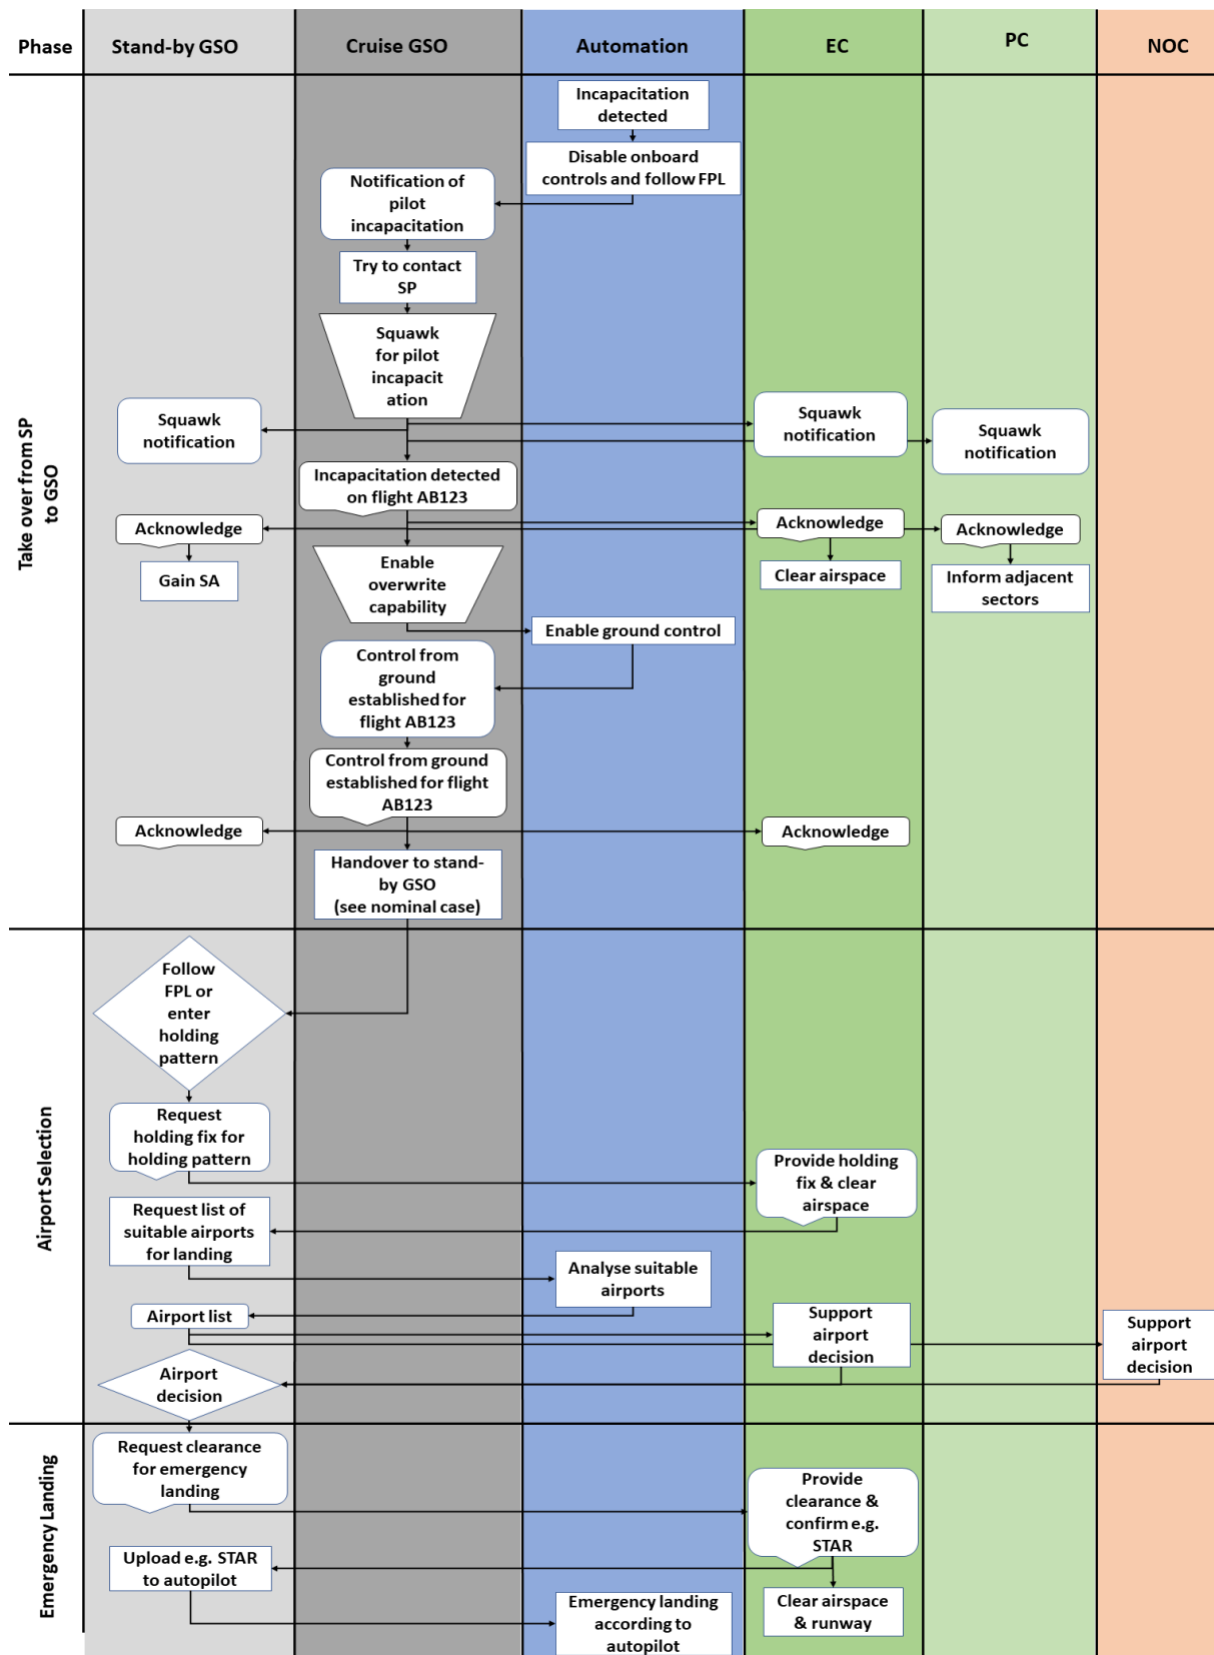 Phase
Stand-by GSO
Cruise GSO
Automation
EC
PC
NOC
Take over from SP
to GSO
Incapacitation
detected
Disable onboard
controls and follow FPL
Notification of
pilot
incapacitation
Try to contact
SP
Squawk
for pilot
incapacit
ation
Squawk
notification
Squawk
notification
Squawk
notification
Incapacitation detected
on flight AB123
Acknowledge
Acknowledge
Acknowledge
Gain SA
Enable
overwrite
capability
Clear airspace
Inform adjacent
sectors
Enable ground control
Control from
ground
established for
flight AB123
Control from ground
established for flight
AB123
Acknowledge
Acknowledge
Handover to stand-
by GSO
(see nominal case)
Airport Selection
Follow
FPL or
enter
holding
pattern
Request
holding fix for
holding pattern
Provide holding
fix & clear
airspace
Request list of
suitable airports
for landing
Analyse suitable
airports
Airport list
Support
airport
decision
Support
airport
decision
Airport
decision
Emergency Landing
Request clearance
for emergency
landing
Provide
clearance &
confirm e.g.
STAR
Upload e.g. STAR
to autopilot
Emergency landing
according to
autopilot
Clear airspace
& runway